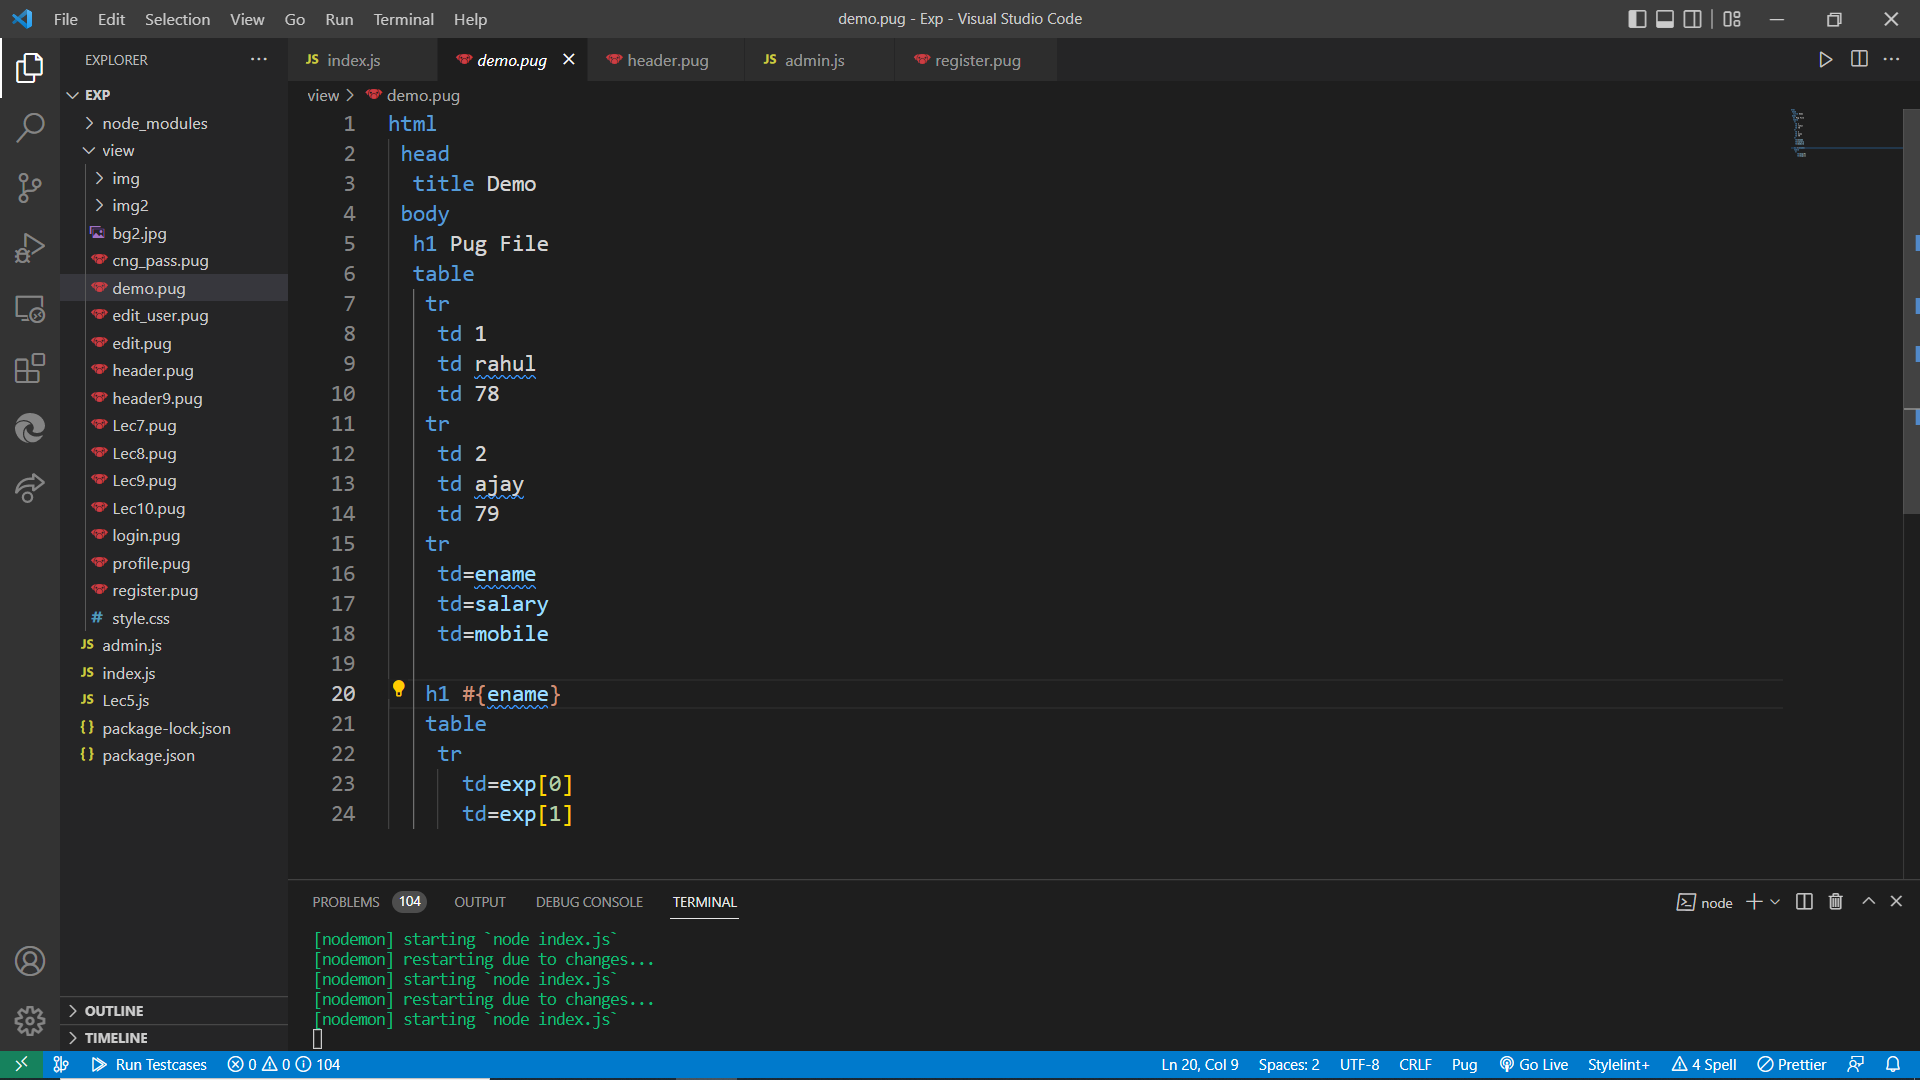 File Edit Selection View Go Run Terminal Help
demo.pug - Exp - Visual Studio Code
EXPLORER
EXP
node_modules
view
img
img2
bg2.jpg
cng_pass.pug
demo.pug
edit_user.pug
edit.pug
header.pug
header9.pug
Lec7.pug
Lec8.pug
Lec9.pug
Lec10.pug
login.pug
profile.pug
register.pug
# style.css
JS admin.js
JS index.js
JS Lec5.js
{} package-lock.json
{} package.json
OUTLINE
TIMELINE
JS index.js
demo.pug
header.pug
JS admin.js
register.pug
view > demo.pug
1 html
2 head
3 title Demo
4 body
5 h1 Pug File
6 table
7 tr
8 td 1
9 td rahul
10 td 78
11 tr
12 td 2
13 td ajay
14 td 79
15 tr
16 td=ename
17 td=salary
18 td=mobile
19
20 h1 #{ename}
21 table
22 tr
23 td=exp[0]
24 td=exp[1]
PROBLEMS 104 OUTPUT DEBUG CONSOLE TERMINAL
node
[nodemon] starting `node index.js`
[nodemon] restarting due to changes...
[nodemon] starting `node index.js`
[nodemon] restarting due to changes...
[nodemon] starting `node index.js`
Run Testcases 0 0 104
Ln 20, Col 9 Spaces: 2 UTF-8 CRLF Pug Go Live Stylelint+ 4 Spell Prettier